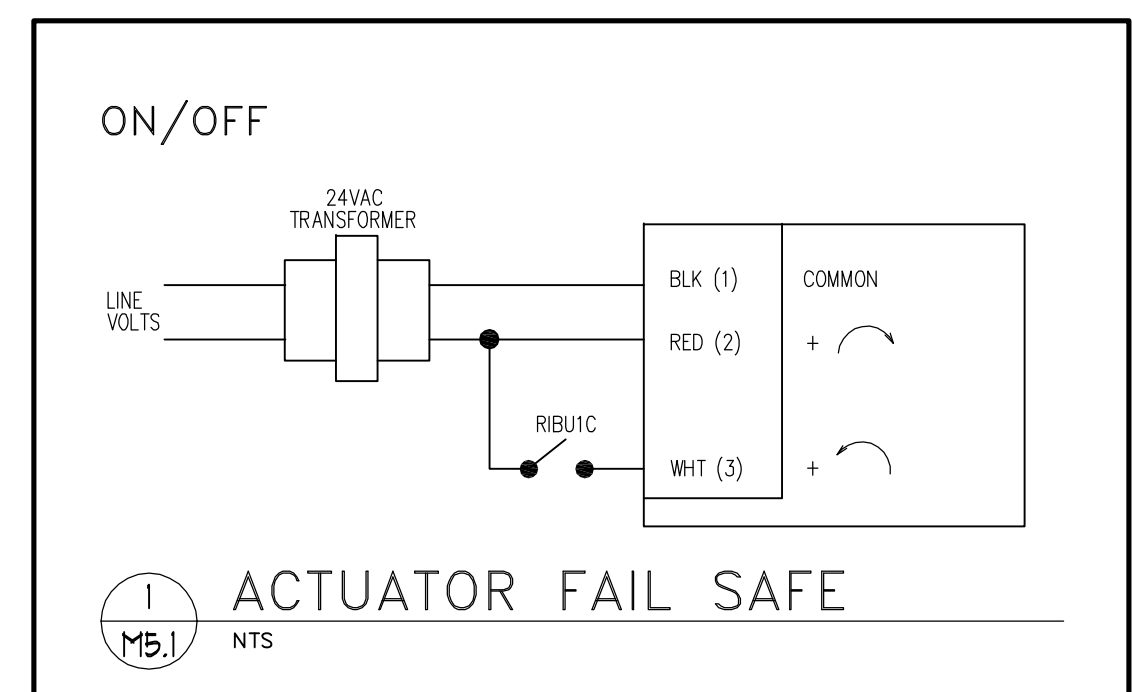 ON/OFF
24VAC
TRANSFORMER
LINE
VOLTS
BLK (1)
COMMON
RED (2)
+
RIBU1C
WHT (3)
+
1
M5.1
ACTUATOR FAIL SAFE
NTS